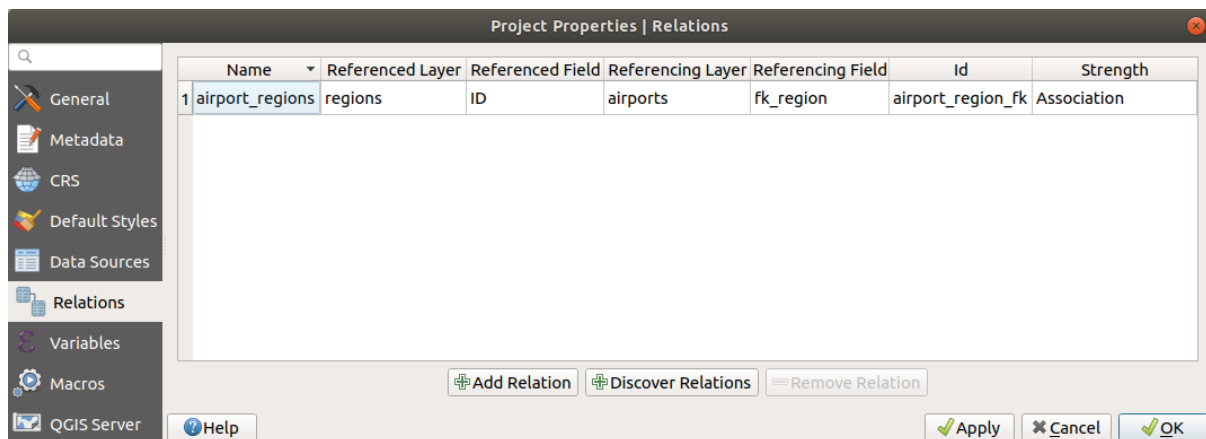 Project Properties | Relations
Name Referenced Layer Referenced Field Referencing Layer Referencing Field Id Strength
1 airport_regions regions ID airports fk_region airport_region_fk Association
General
Metadata
CRS
Default Styles
Data Sources
Relations
Variables
Macros
QGIS Server
Add Relation Discover Relations Remove Relation
Help Apply Cancel OK